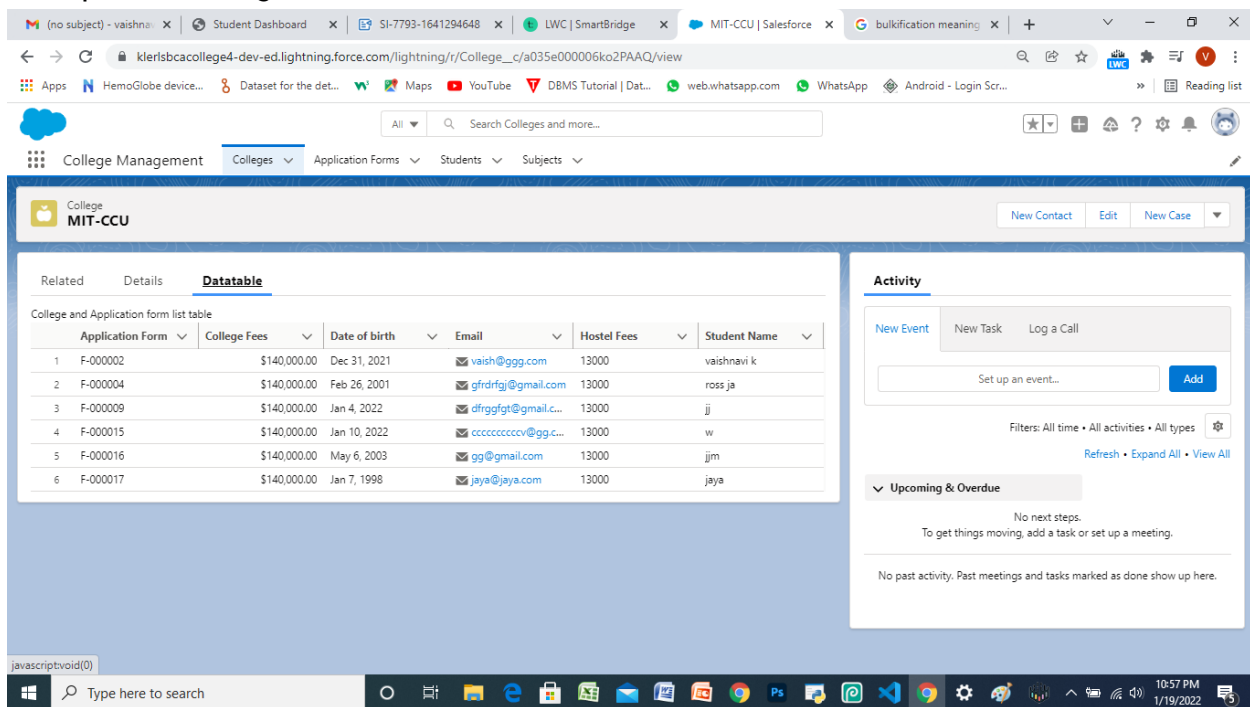 (no subject) - vaishnav
Student Dashboard
SI-7793-1641294648
LWC | SmartBridge
MIT-CCU | Salesforce
bulkification meaning
klerlsbcacollege4-dev-ed.lightning.force.com/lightning/r/College__c/a035e000006ko2PAAQ/view
LWC
V
Apps
HemoGlobe device...
Dataset for the det...
Maps
YouTube
DBMS Tutorial | Dat...
web.whatsapp.com
WhatsApp
Android - Login Scr...
»
Reading list
All
Search Colleges and more...
College Management
Colleges
Application Forms
Students
Subjects
College
MIT-CCU
New Contact
Edit
New Case
Related
Details
Datatable
College and Application form list table
Application Form College Fees Date of birth Email Hostel Fees Student Name
1 F-000002 $140,000.00 Dec 31, 2021 vaish@ggg.com 13000 vaishnavi k
2 F-000004 $140,000.00 Feb 26, 2001 gfrdrfgj@gmail.com 13000 ross ja
3 F-000009 $140,000.00 Jan 4, 2022 dfrggfgt@gmail.c... 13000 jj
4 F-000015 $140,000.00 Jan 10, 2022 cccccccccv@gg.c... 13000 w
5 F-000016 $140,000.00 May 6, 2003 gg@gmail.com 13000 jjm
6 F-000017 $140,000.00 Jan 7, 1998 jaya@jaya.com 13000 jaya
Activity
New Event
New Task
Log a Call
Set up an event...
Add
Filters: All time • All activities • All types
Refresh • Expand All • View All
Upcoming & Overdue
No next steps.
To get things moving, add a task or set up a meeting.
No past activity. Past meetings and tasks marked as done show up here.
javascript:void(0)
Type here to search
Ps
10:57 PM
1/19/2022
5